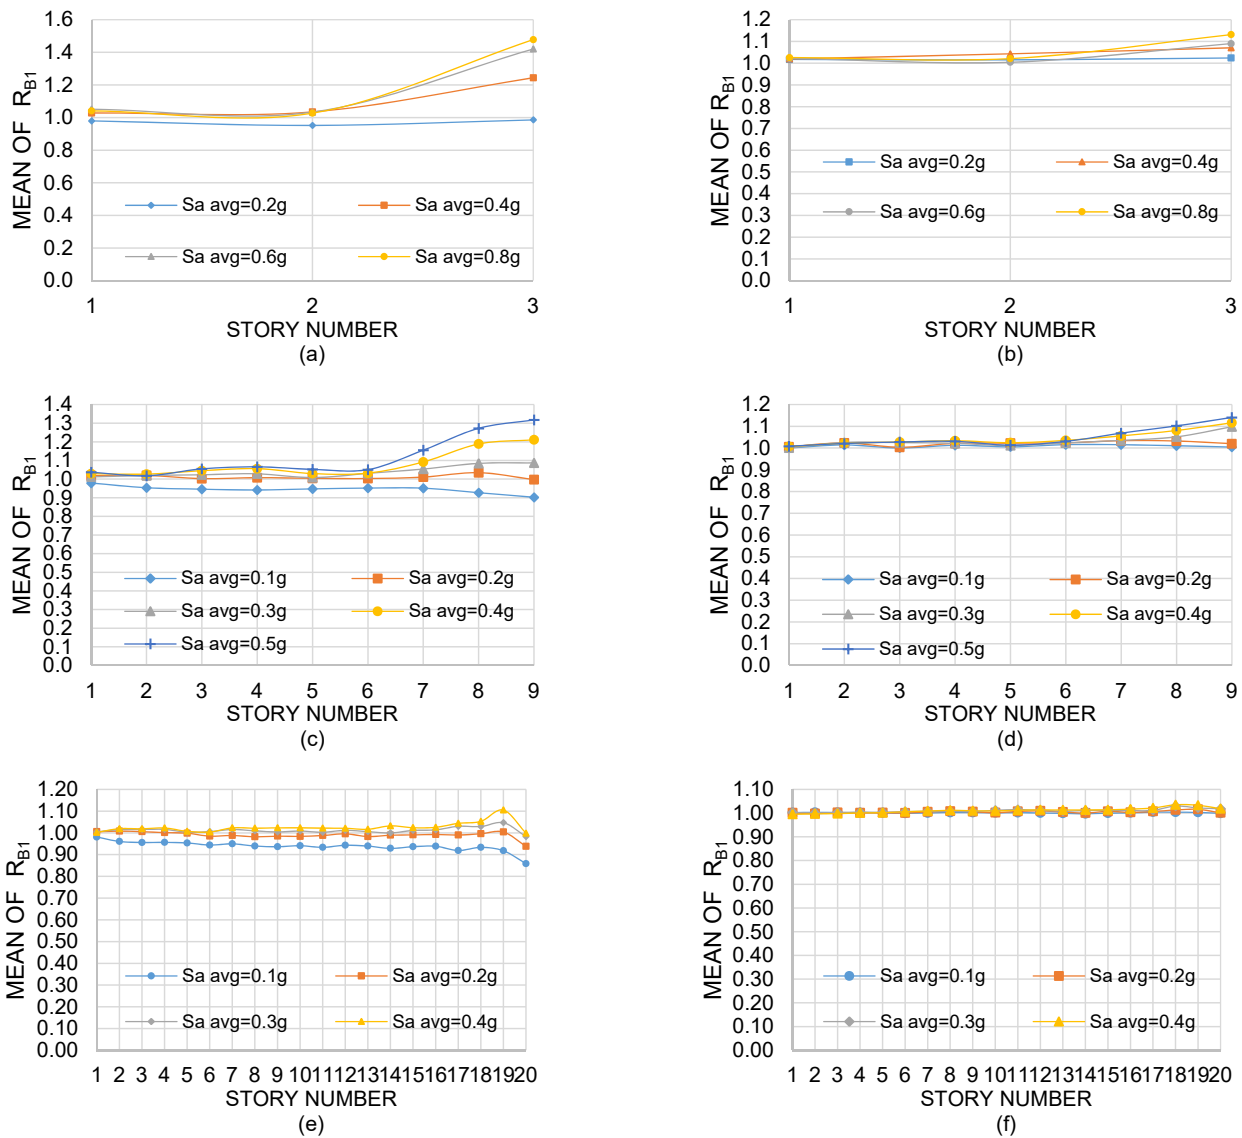 1.6
1.4
1.2
1.0
0.8
0.6
0.4
0.2
0.0
MEAN OF R_B1
Sa avg=0.2g Sa avg=0.4g
Sa avg=0.6g Sa avg=0.8g
1 2 3
STORY NUMBER
(a)
1.2
1.1
1.0
0.9
0.8
0.7
0.6
0.5
0.4
0.3
0.2
0.1
0.0
MEAN OF R_B1
Sa avg=0.2g Sa avg=0.4g
Sa avg=0.6g Sa avg=0.8g
1 2 3
STORY NUMBER
(b)
1.4
1.3
1.2
1.1
1.0
0.9
0.8
0.7
0.6
0.5
0.4
0.3
0.2
0.1
0.0
MEAN OF R_B1
Sa avg=0.1g Sa avg=0.2g
Sa avg=0.3g Sa avg=0.4g
Sa avg=0.5g
1 2 3 4 5 6 7 8 9
STORY NUMBER
(c)
1.2
1.1
1.0
0.9
0.8
0.7
0.6
0.5
0.4
0.3
0.2
0.1
0.0
MEAN OF R_B1
Sa avg=0.1g Sa avg=0.2g
Sa avg=0.3g Sa avg=0.4g
Sa avg=0.5g
1 2 3 4 5 6 7 8 9
STORY NUMBER
(d)
1.20
1.10
1.00
0.90
0.80
0.70
0.60
0.50
0.40
0.30
0.20
0.10
0.00
MEAN OF R_B1
Sa avg=0.1g Sa avg=0.2g
Sa avg=0.3g Sa avg=0.4g
1 2 3 4 5 6 7 8 9 10 11 12 13 14 15 16 17 18 19 20
STORY NUMBER
(e)
1.10
1.00
0.90
0.80
0.70
0.60
0.50
0.40
0.30
0.20
0.10
0.00
MEAN OF R_B1
Sa avg=0.1g Sa avg=0.2g
Sa avg=0.3g Sa avg=0.4g
1 2 3 4 5 6 7 8 9 10 11 12 13 14 15 16 17 18 19 20
STORY NUMBER
(f)